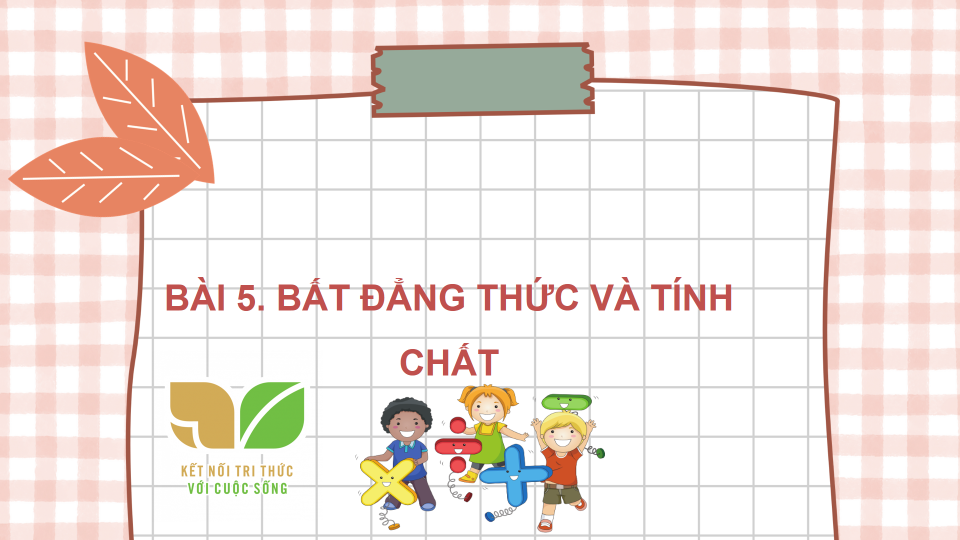 BÀI 5. BẤT ĐẲNG THỨC VÀ TÍNH
CHẤT
KẾT NỐI TRI THỨC
VỚI CUỘC SỐNG